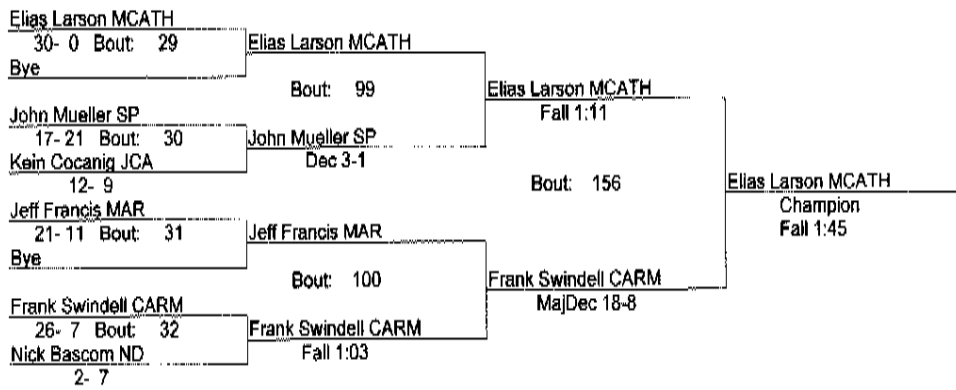 Elias Larson MCATH
30- 0 Bout: 29
Bye
Elias Larson MCATH
Bout: 99
John Mueller SP
17- 21 Bout: 30
Kein Cocanig JCA
12- 9
John Mueller SP
Dec 3-1
Elias Larson MCATH
Fall 1:11
Bout: 156
Jeff Francis MAR
21- 11 Bout: 31
Bye
Jeff Francis MAR
Bout: 100
Frank Swindell CARM
26- 7 Bout: 32
Nick Bascom ND
2- 7
Frank Swindell CARM
Fall 1:03
Frank Swindell CARM
MajDec 18-8
Elias Larson MCATH
Champion
Fall 1:45